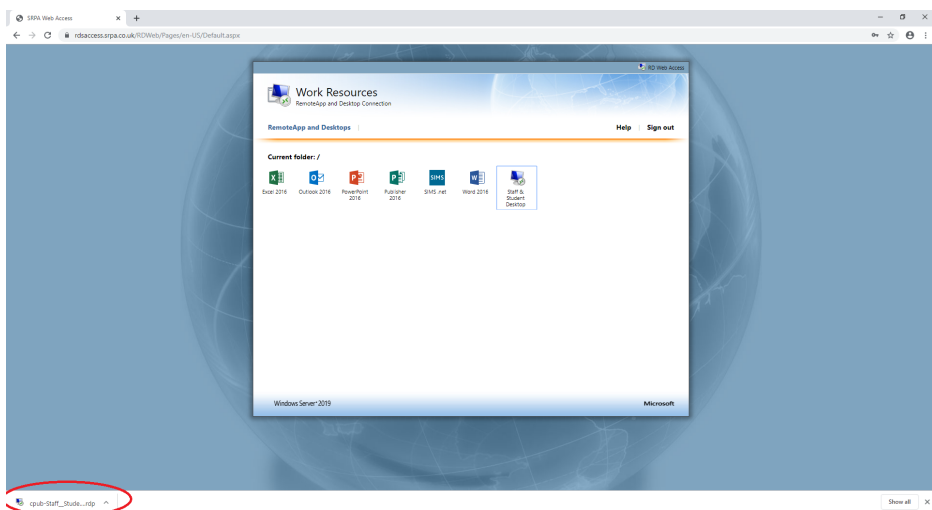 SRPA Web Access
rdsaccess.srpa.co.uk/RDWeb/Pages/en-US/Default.aspx
RD Web Access
Work Resources
RemoteApp and Desktop Connection
RemoteApp and Desktops
Help
Sign out
Current folder: /
Excel 2016
Outlook 2016
PowerPoint
2016
Publisher
2016
SIMS
SIMS .net
Word 2016
Staff &
Student
Desktop
Windows Server® 2019
Microsoft
cpub-Staff__Stude....rdp
Show all